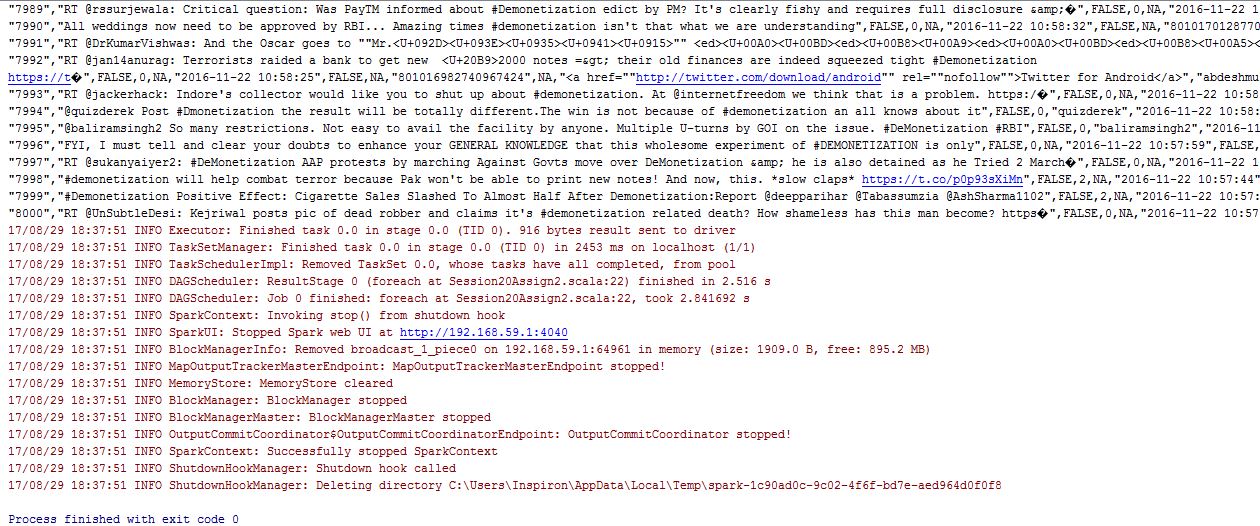 "7989","RT @rssurjewala: Critical question: Was PayTM informed about #Demonetization edict by PM? It's clearly fishy and requires full disclosure &amp;�",FALSE,0,NA,"2016-11-22 1
"7990","All weddings now need to be approved by RBI... Amazing times #demonetization isn't that what we are understanding",FALSE,0,NA,"2016-11-22 10:58:32",FALSE,NA,"8010170128770
"7991","RT @DrKumarVishwas: And the Oscar goes to ""Mr.<U+092D><U+093E><U+0935><U+0941><U+0915>"" <ed><U+00A0><U+00BD><ed><U+00B8><U+00A9><ed><U+00A0><U+00BD><ed><U+00B8><U+00A5><
"7992","RT @jan14anurag: Terrorists raided a bank to get new  <U+20B9>2000 notes =&gt; their old finances are indeed squeezed tight #Demonetization
https://t�",FALSE,0,NA,"2016-11-22 10:58:25",FALSE,NA,"801016982740967424",NA,"<a href=""http://twitter.com/download/android"" rel=""nofollow"">Twitter for Android</a>","abdeshmu
"7993","RT @jackerhack: Indore's collector would like you to shut up about #demonetization. At @internetfreedom we think that is a problem. https:/�",FALSE,0,NA,"2016-11-22 10:58
"7994","@quizderek Post #Dmonetization the result will be totally different.The win is not because of #demonetization an all knows about it",FALSE,0,"quizderek","2016-11-22 10:58:
"7995","@baliramsingh2 So many restrictions. Not easy to avail the facility by anyone. Multiple U-turns by GOI on the issue. #DeMonetization #RBI",FALSE,0,"baliramsingh2","2016-1
"7996","FYI, I must tell and clear your doubts to enhance your GENERAL KNOWLEDGE that this wholesome experiment of #DEMONETIZATION is only",FALSE,0,NA,"2016-11-22 10:57:59",FALSE,
"7997","RT @sukanyaiyer2: #DeMonetization AAP protests by marching Against Govts move over DeMonetization &amp; he is also detained as he Tried 2 March�",FALSE,0,NA,"2016-11-22 1
"7998","#demonetization will help combat terror because Pak won't be able to print new notes! And now, this. *slow claps* https://t.co/p0p93sXiMn",FALSE,2,NA,"2016-11-22 10:57:44"
"7999","#Demonetization Positive Effect: Cigarette Sales Slashed To Almost Half After Demonetization:Report @deepparihar @Tabassumzia @AshSharma1102",FALSE,2,NA,"2016-11-22 10:57:
"8000","RT @UnSubtleDesi: Kejriwal posts pic of dead robber and claims it's #demonetization related death? How shameless has this man become? https�",FALSE,0,NA,"2016-11-22 10:57
17/08/29 18:37:51 INFO Executor: Finished task 0.0 in stage 0.0 (TID 0). 916 bytes result sent to driver
17/08/29 18:37:51 INFO TaskSetManager: Finished task 0.0 in stage 0.0 (TID 0) in 2453 ms on localhost (1/1)
17/08/29 18:37:51 INFO TaskSchedulerImpl: Removed TaskSet 0.0, whose tasks have all completed, from pool
17/08/29 18:37:51 INFO DAGScheduler: ResultStage 0 (foreach at Session20Assign2.scala:22) finished in 2.516 s
17/08/29 18:37:51 INFO DAGScheduler: Job 0 finished: foreach at Session20Assign2.scala:22, took 2.841692 s
17/08/29 18:37:51 INFO SparkContext: Invoking stop() from shutdown hook
17/08/29 18:37:51 INFO SparkUI: Stopped Spark web UI at http://192.168.59.1:4040
17/08/29 18:37:51 INFO BlockManagerInfo: Removed broadcast_1_piece0 on 192.168.59.1:64961 in memory (size: 1909.0 B, free: 895.2 MB)
17/08/29 18:37:51 INFO MapOutputTrackerMasterEndpoint: MapOutputTrackerMasterEndpoint stopped!
17/08/29 18:37:51 INFO MemoryStore: MemoryStore cleared
17/08/29 18:37:51 INFO BlockManager: BlockManager stopped
17/08/29 18:37:51 INFO BlockManagerMaster: BlockManagerMaster stopped
17/08/29 18:37:51 INFO OutputCommitCoordinator$OutputCommitCoordinatorEndpoint: OutputCommitCoordinator stopped!
17/08/29 18:37:51 INFO SparkContext: Successfully stopped SparkContext
17/08/29 18:37:51 INFO ShutdownHookManager: Shutdown hook called
17/08/29 18:37:51 INFO ShutdownHookManager: Deleting directory C:\Users\Inspiron\AppData\Local\Temp\spark-1c90ad0c-9c02-4f6f-bd7e-aed964d0f0f8
Process finished with exit code 0